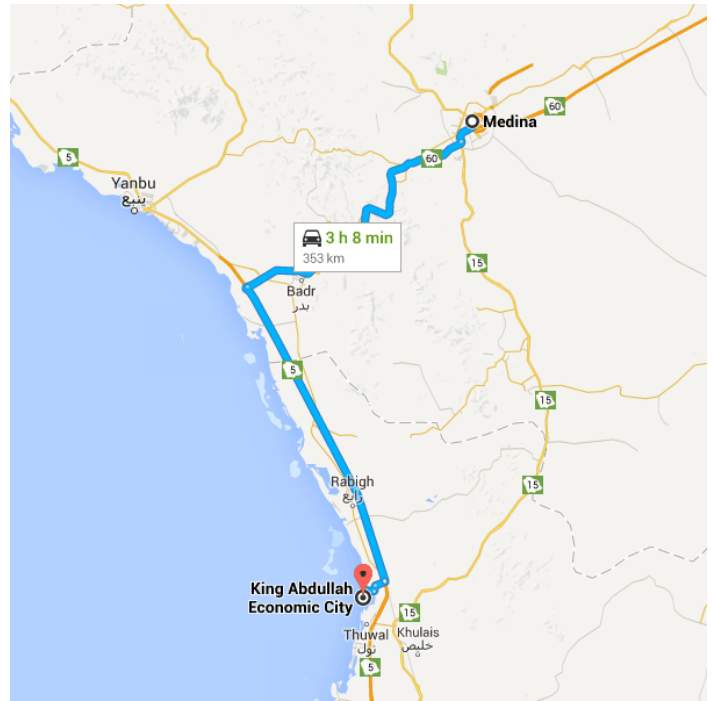 Medina
60
60
5
Yanbu
ينبع
3 h 8 min
353 km
15
Badr
بدر
5
15
Rabigh
رابغ
15
King Abdullah
Economic City
15
Thuwal
ثول
Khulais
خليص
5